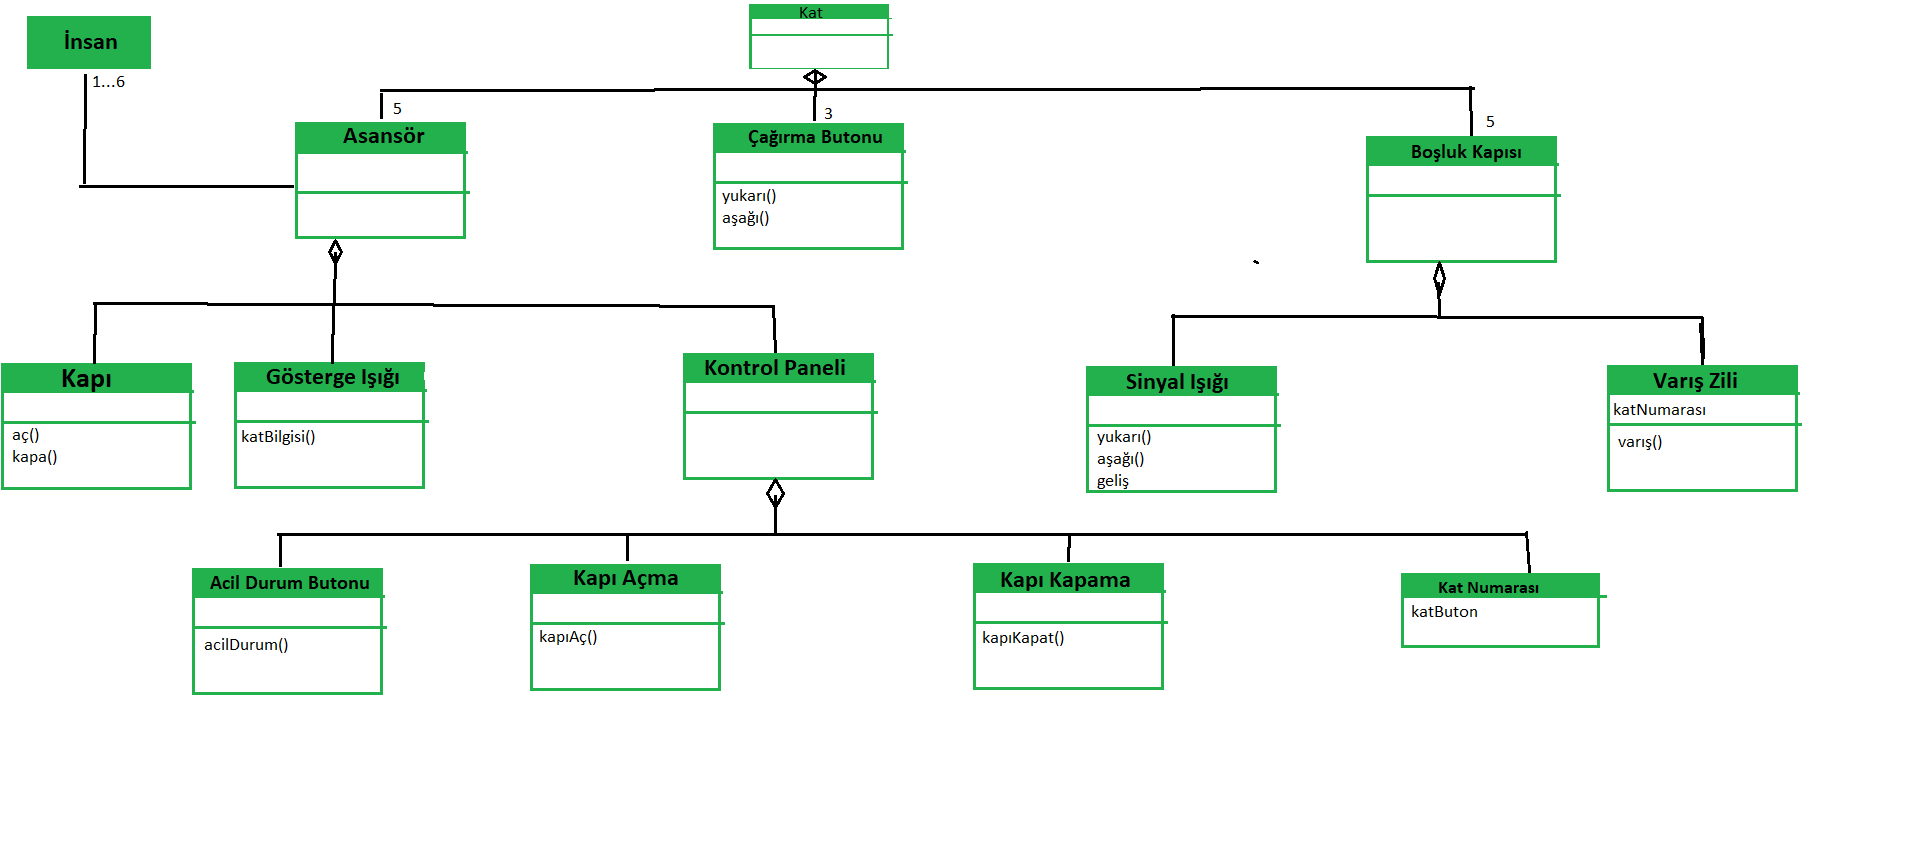 İnsan
1...6
Kat
5
Asansör
3
Çağırma Butonu
yukarı()
aşağı()
5
Boşluk Kapısı
Kapı
aç()
kapa()
Gösterge Işığı
katBilgisi()
Kontrol Paneli
Sinyal Işığı
yukarı()
aşağı()
geliş
Varış Zili
katNumarası
varış()
Acil Durum Butonu
acilDurum()
Kapı Açma
kapıAç()
Kapı Kapama
kapıKapat()
Kat Numarası
katButon